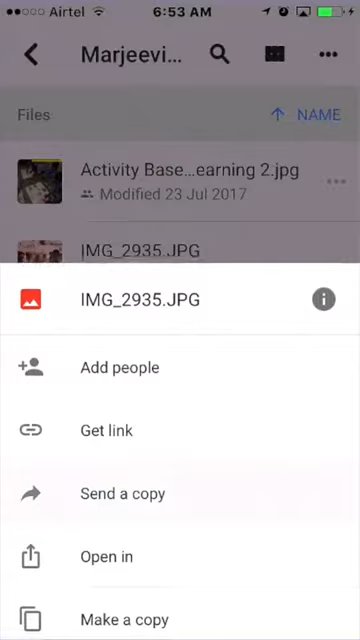 Airtel 6:53 AM
Marjeevi...
Files NAME
Activity Base...earning 2.jpg
Modified 23 Jul 2017
IMG_2935.JPG
IMG_2935.JPG
Add people
Get link
Send a copy
Open in
Make a copy